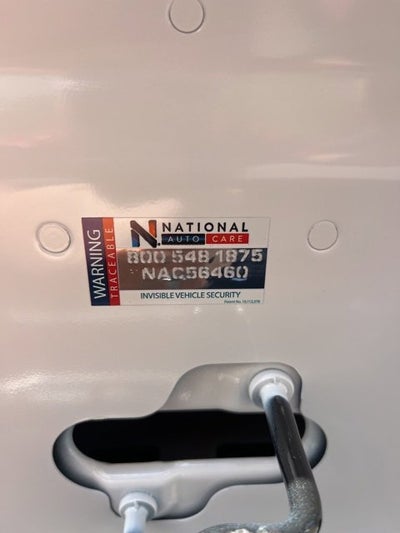 WARNING
TRACEABLE
N. NATIONAL
AUTO CARE
800 548 1875
NAC56460
INVISIBLE VEHICLE SECURITY